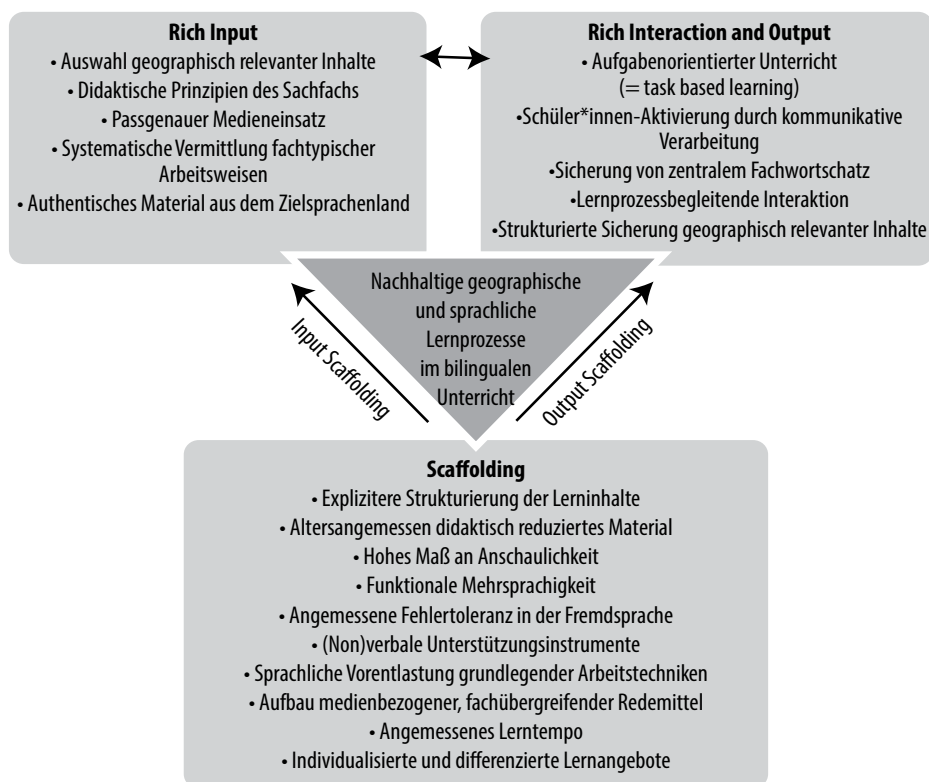 Rich Input
• Auswahl geographisch relevanter Inhalte
• Didaktische Prinzipien des Sachfachs
• Passgenauer Medieneinsatz
• Systematische Vermittlung fachtypischer
Arbeitsweisen
• Authentisches Material aus dem Zielsprachenland
Rich Interaction and Output
• Aufgabenorientierter Unterricht
(= task based learning)
•Schüler*innen-Aktivierung durch kommunikative
Verarbeitung
•Sicherung von zentralem Fachwortschatz
•Lernprozessbegleitende Interaktion
•Strukturierte Sicherung geographisch relevanter Inhalte
Nachhaltige geographische
und sprachliche
Lernprozesse
im bilingualen
Unterricht
Input Scaffolding
Output Scaffolding
Scaffolding
• Explizitere Strukturierung der Lerninhalte
• Altersangemessen didaktisch reduziertes Material
• Hohes Maß an Anschaulichkeit
• Funktionale Mehrsprachigkeit
• Angemessene Fehlertoleranz in der Fremdsprache
• (Non)verbale Unterstützungsinstrumente
• Sprachliche Vorentlastung grundlegender Arbeitstechniken
• Aufbau medienbezogener, fachübergreifender Redemittel
• Angemessenes Lerntempo
• Individualisierte und differenzierte Lernangebote